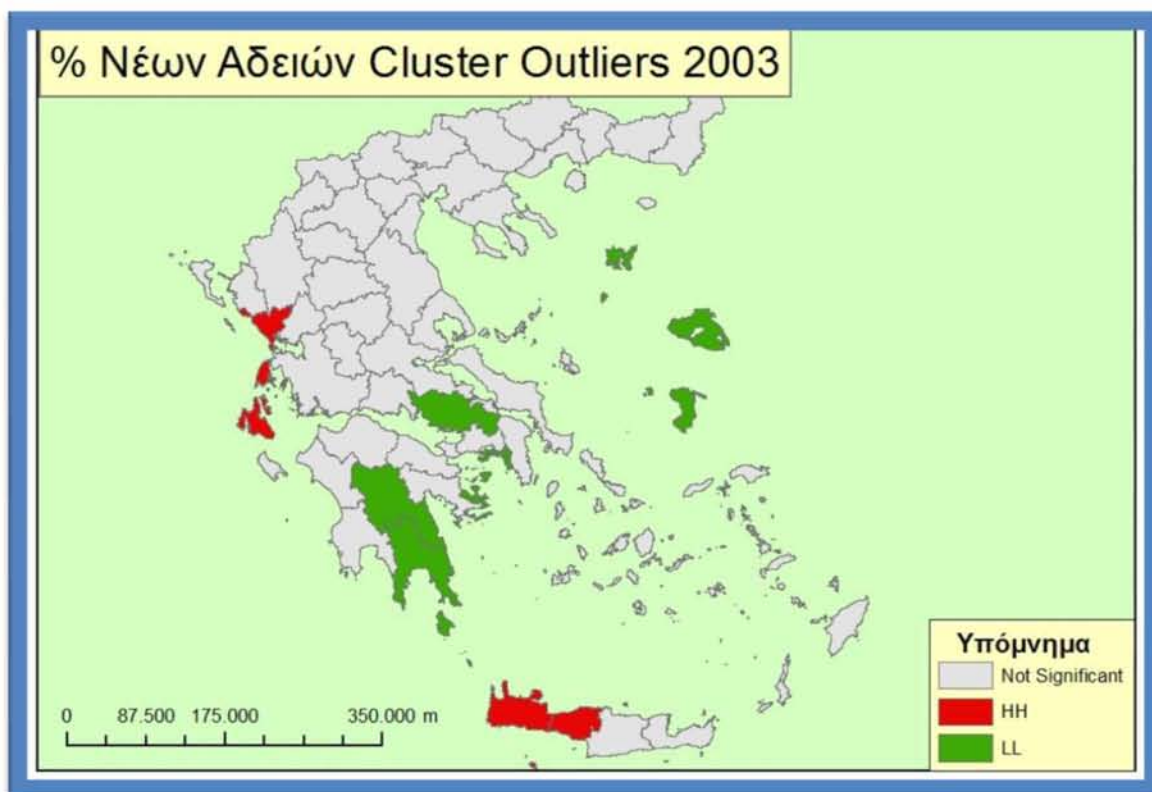 % Νέων Αδειών Cluster Outliers 2003
Υπόμνημα
Not Significant
HH
LL
0 87.500 175.000 350.000 m